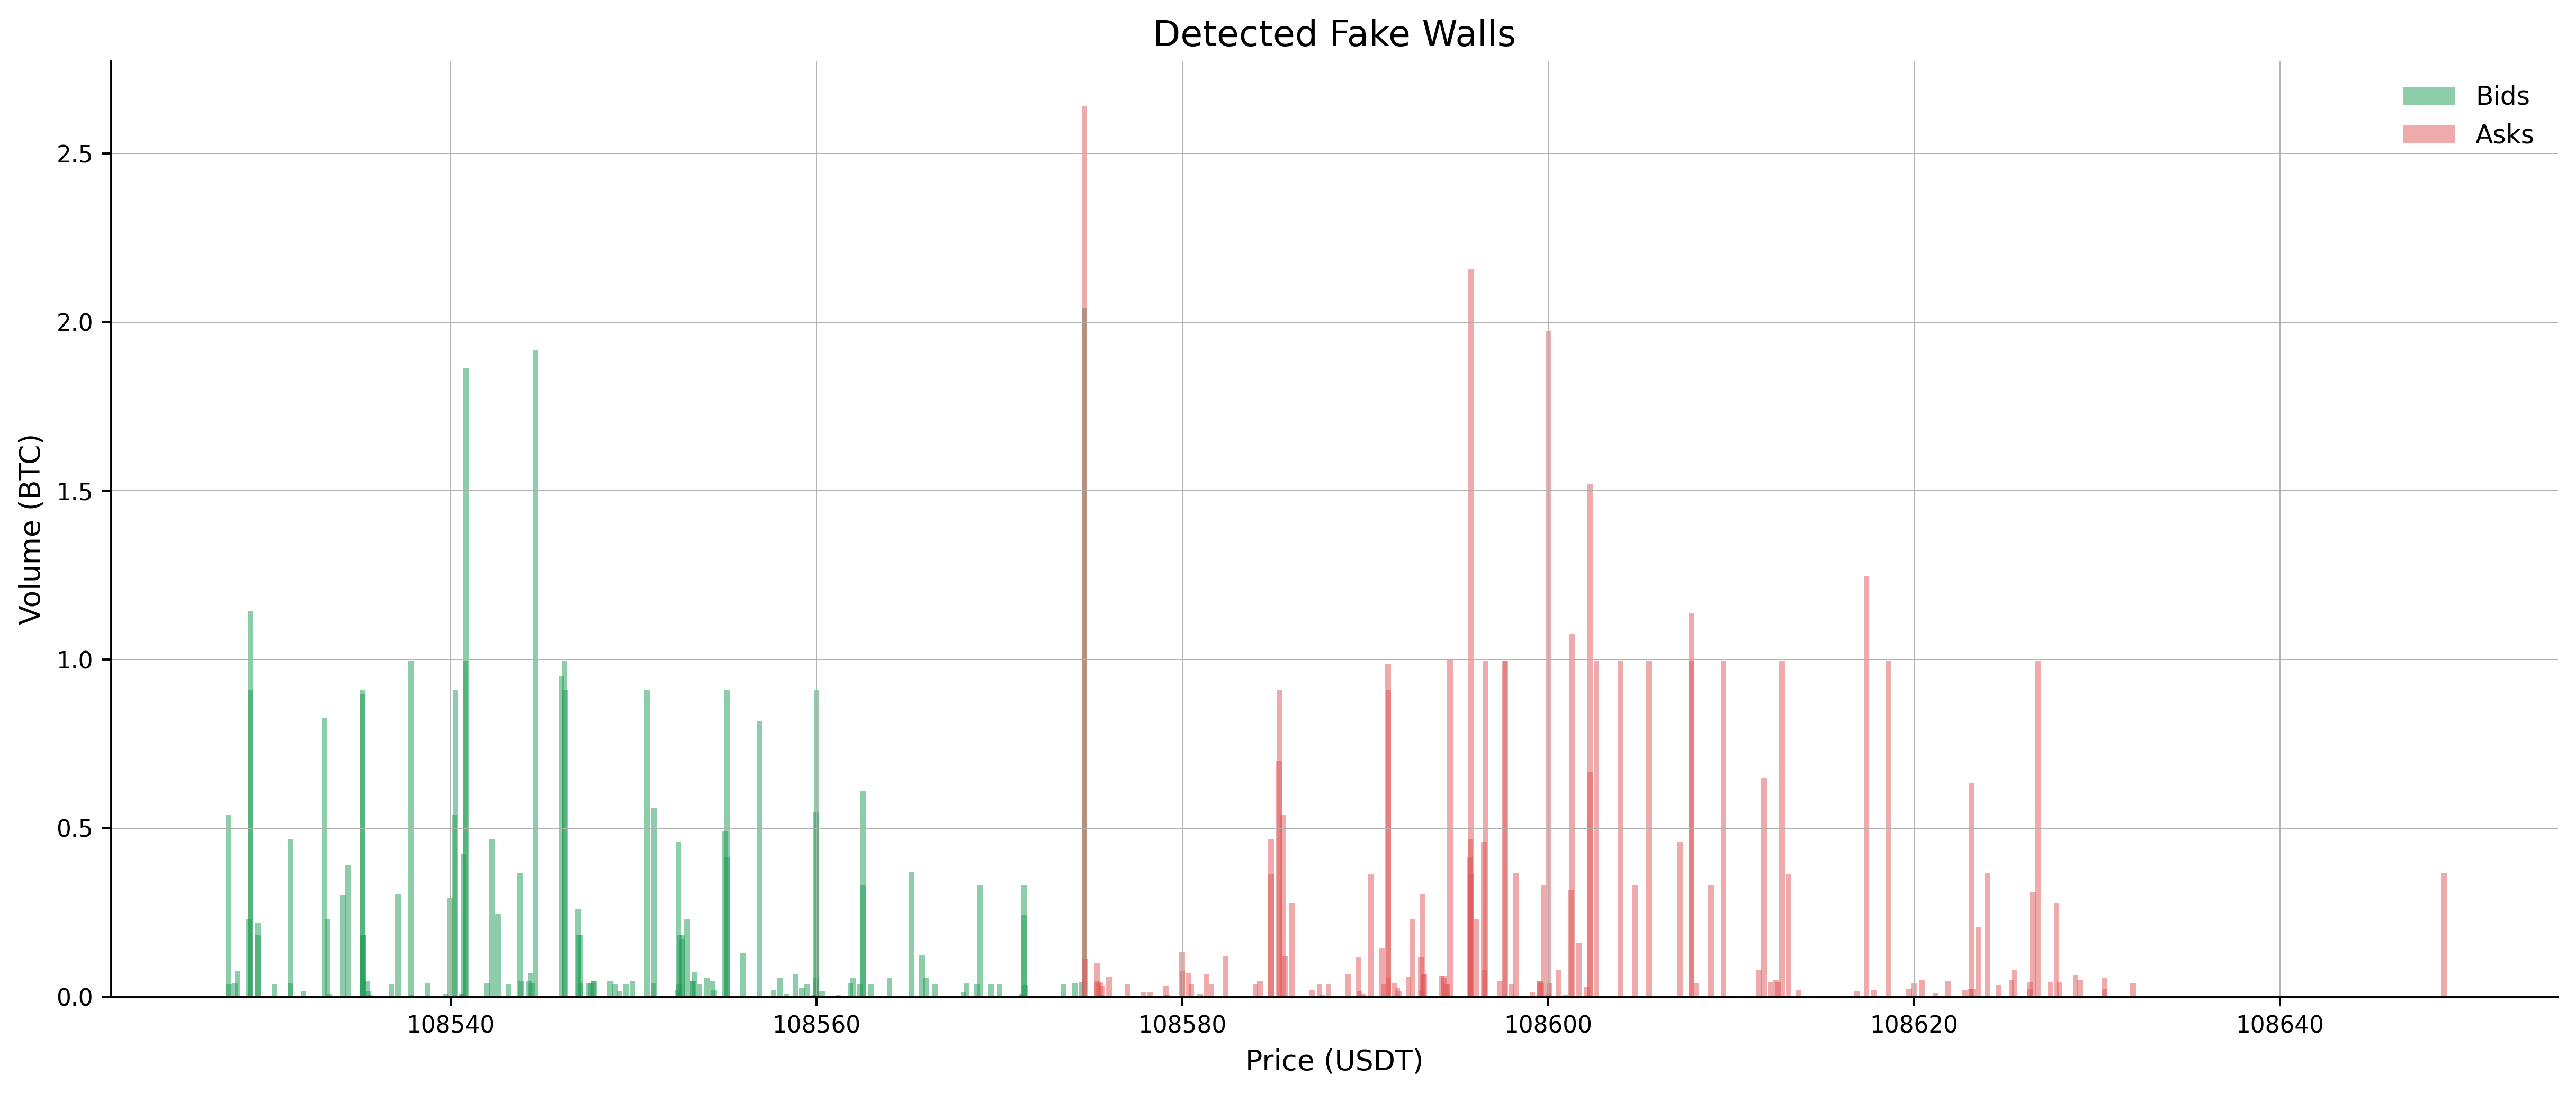 Detected Fake Walls
Bids
Asks
Volume (BTC)
2.5
2.0
1.5
1.0
0.5
0.0
108540
108560
108580
108600
108620
108640
Price (USDT)